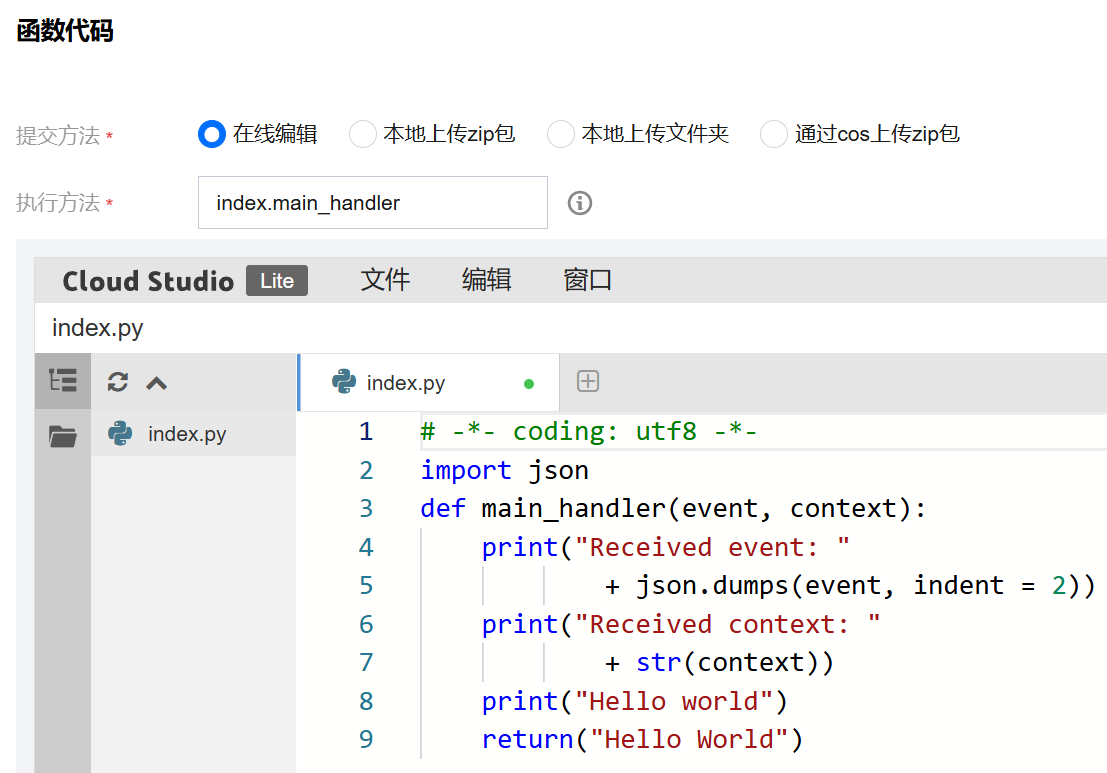 函数代码
提交方法 * 在线编辑 本地上传zip包 本地上传文件夹 通过cos上传zip包
执行方法 * index.main_handler
Cloud Studio Lite 文件 编辑 窗口
index.py
index.py
index.py
1 # -*- coding: utf8 -*-
2 import json
3 def main_handler(event, context):
4     print("Received event: "
5             + json.dumps(event, indent = 2))
6     print("Received context: "
7             + str(context))
8     print("Hello world")
9     return("Hello World")